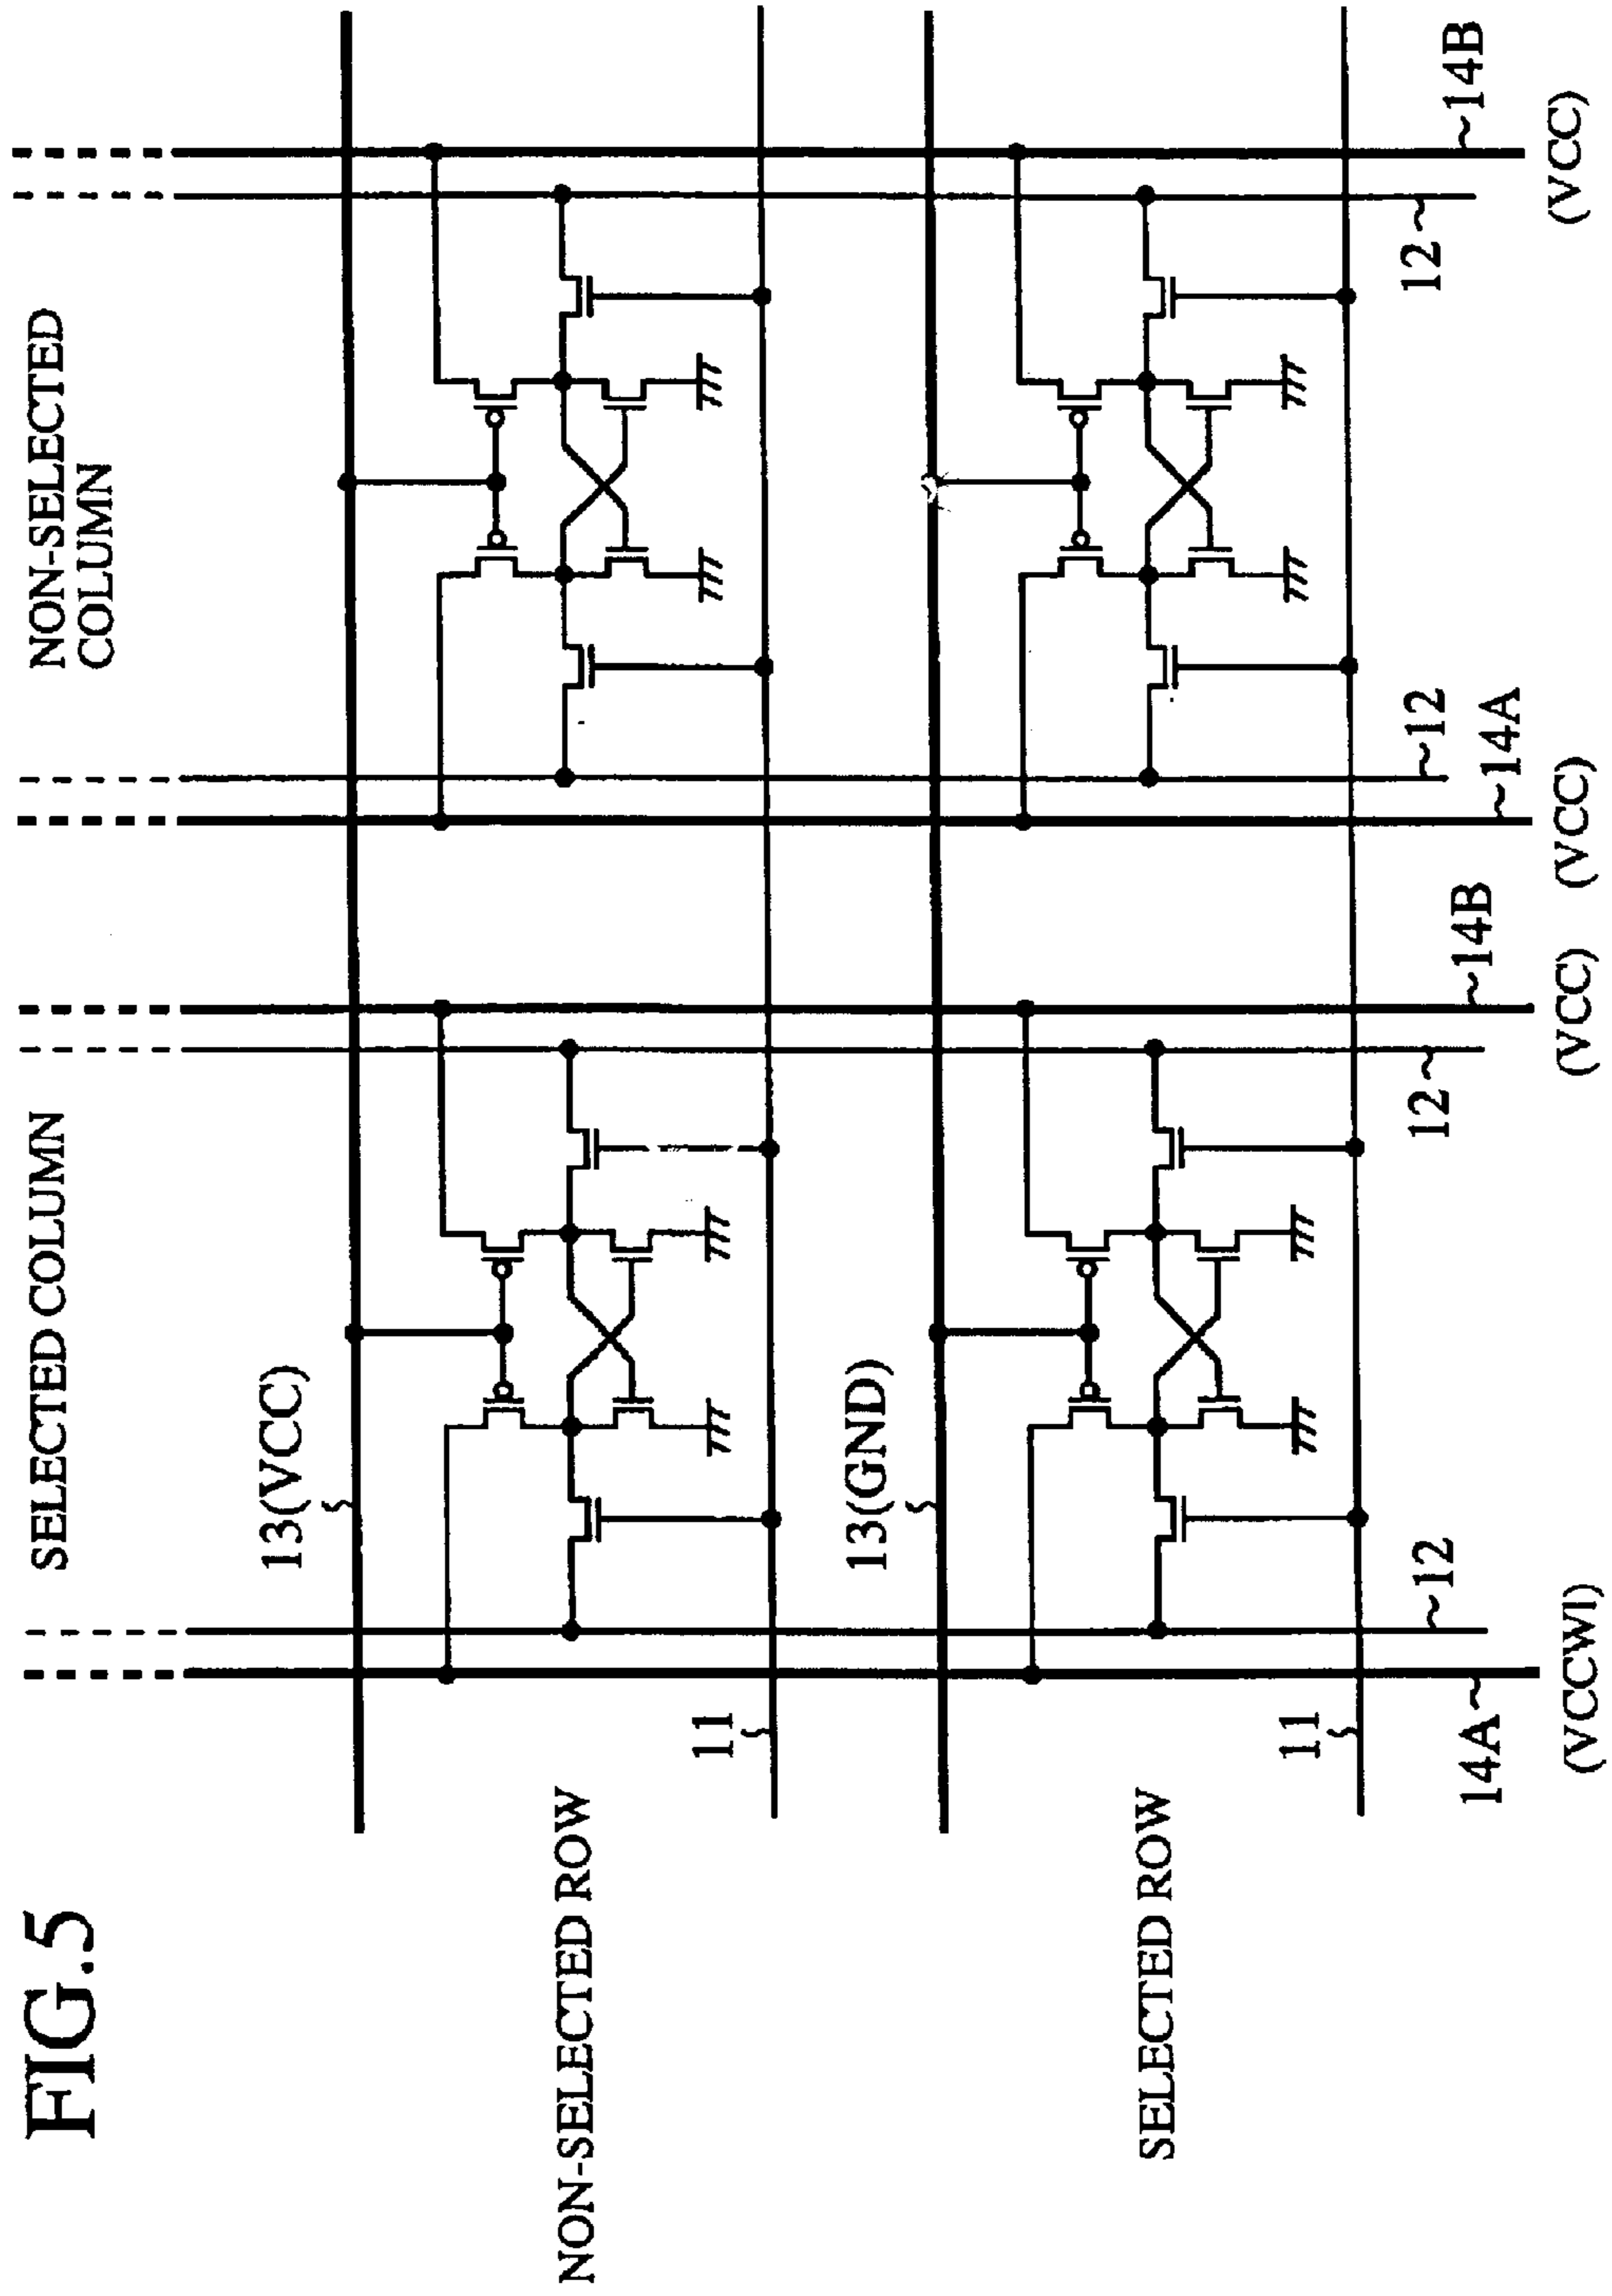 FIG.5
SELECTED COLUMN
NON-SELECTED
COLUMN
13(VCC)
NON-SELECTED ROW
11
13(GND)
SELECTED ROW
11
14A
12
12
14B
12
14A
12
14B
(VCCWI)
(VCC)
(VCC)
(VCC)